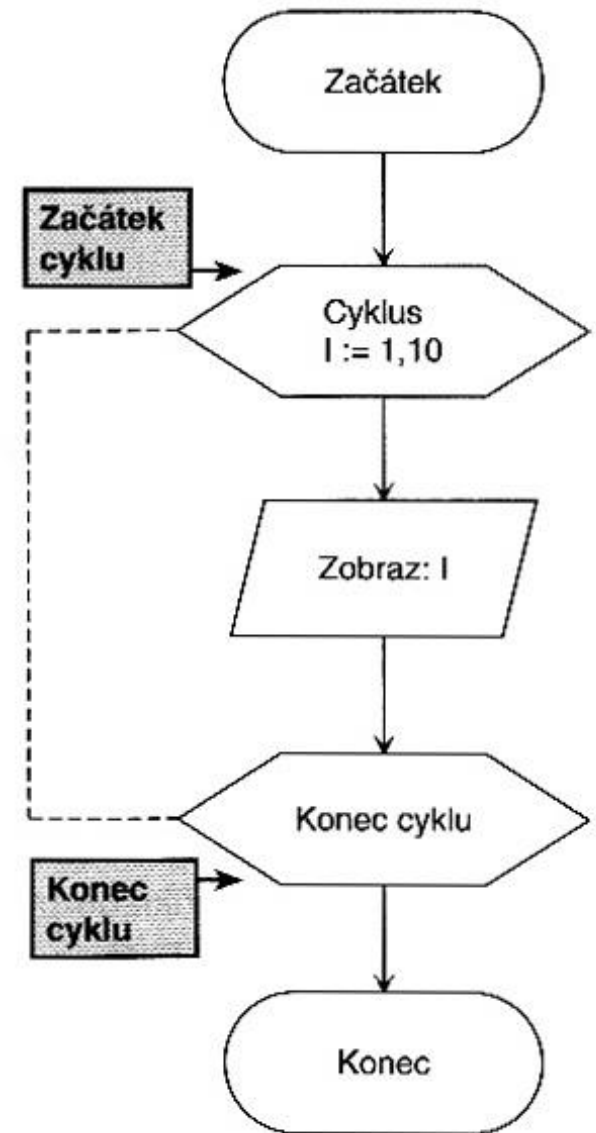 Začátek
Začátek
cyklu
Cyklus
I := 1,10
Zobraz: I
Konec cyklu
Konec
cyklu
Konec